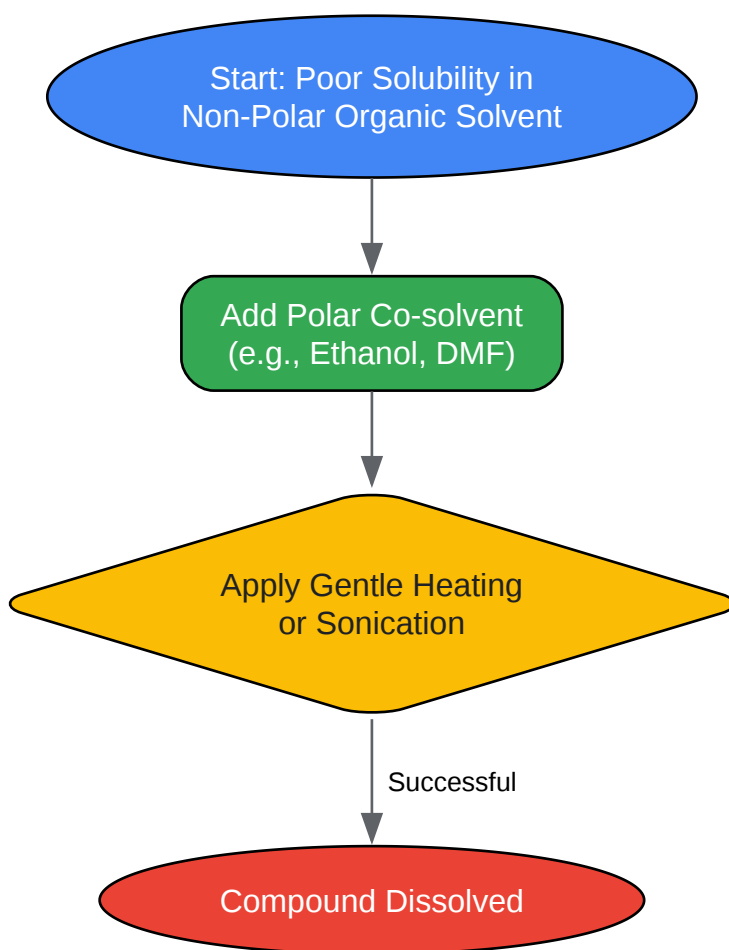 Start: Poor Solubility in
Non-Polar Organic Solvent
Add Polar Co-solvent
(e.g., Ethanol, DMF)
Apply Gentle Heating
or Sonication
Successful
Compound Dissolved